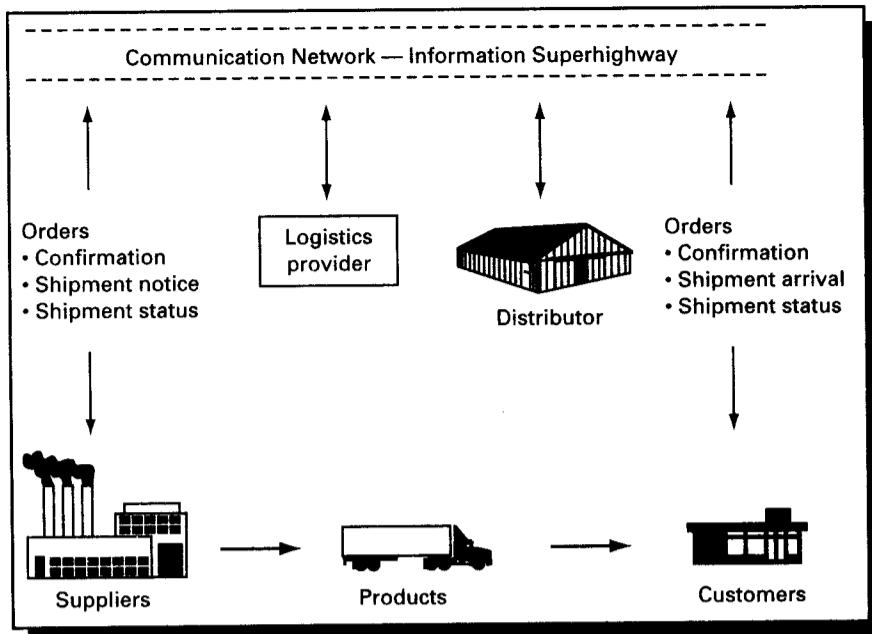 Communication Network — Information Superhighway
Orders
• Confirmation
• Shipment notice
• Shipment status
Logistics
provider
Distributor
Orders
• Confirmation
• Shipment arrival
• Shipment status
Suppliers
Products
Customers